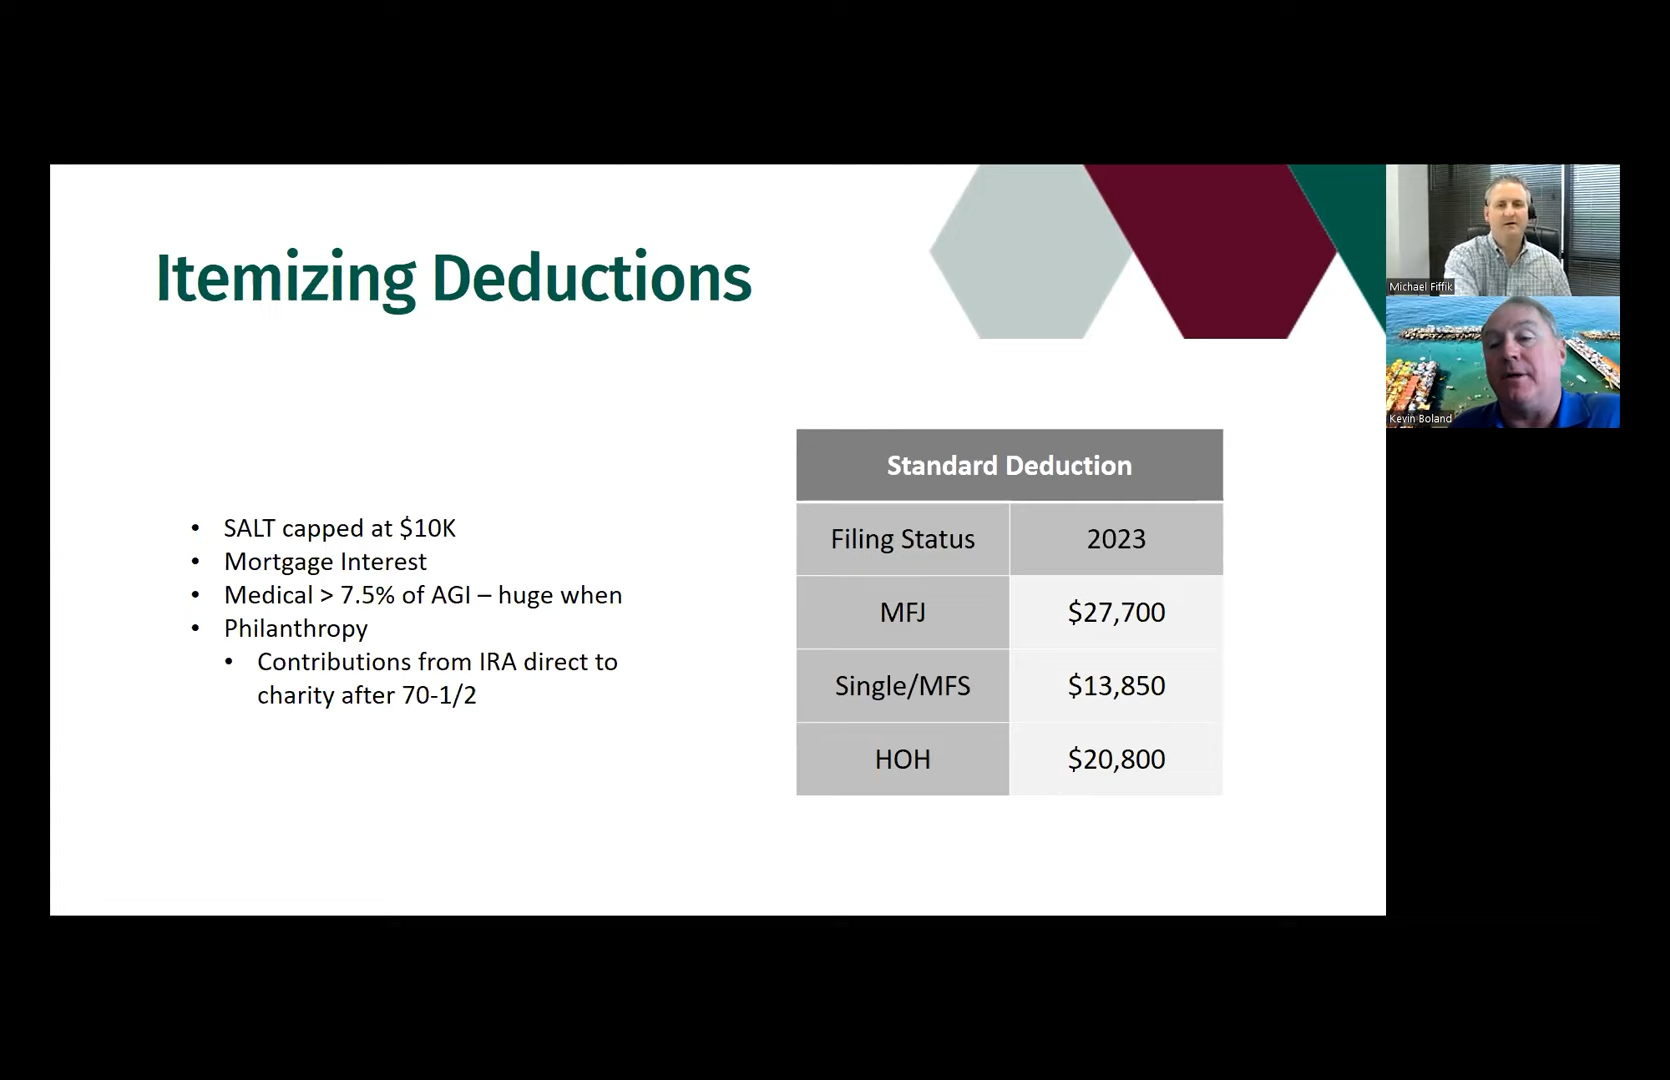 Itemizing Deductions
• SALT capped at $10K
• Mortgage Interest
• Medical > 7.5% of AGI – huge when
• Philanthropy
• Contributions from IRA direct to
charity after 70-1/2
Standard Deduction
Filing Status 2023
MFJ $27,700
Single/MFS $13,850
HOH $20,800
Michael Fiffik
Kevin Boland